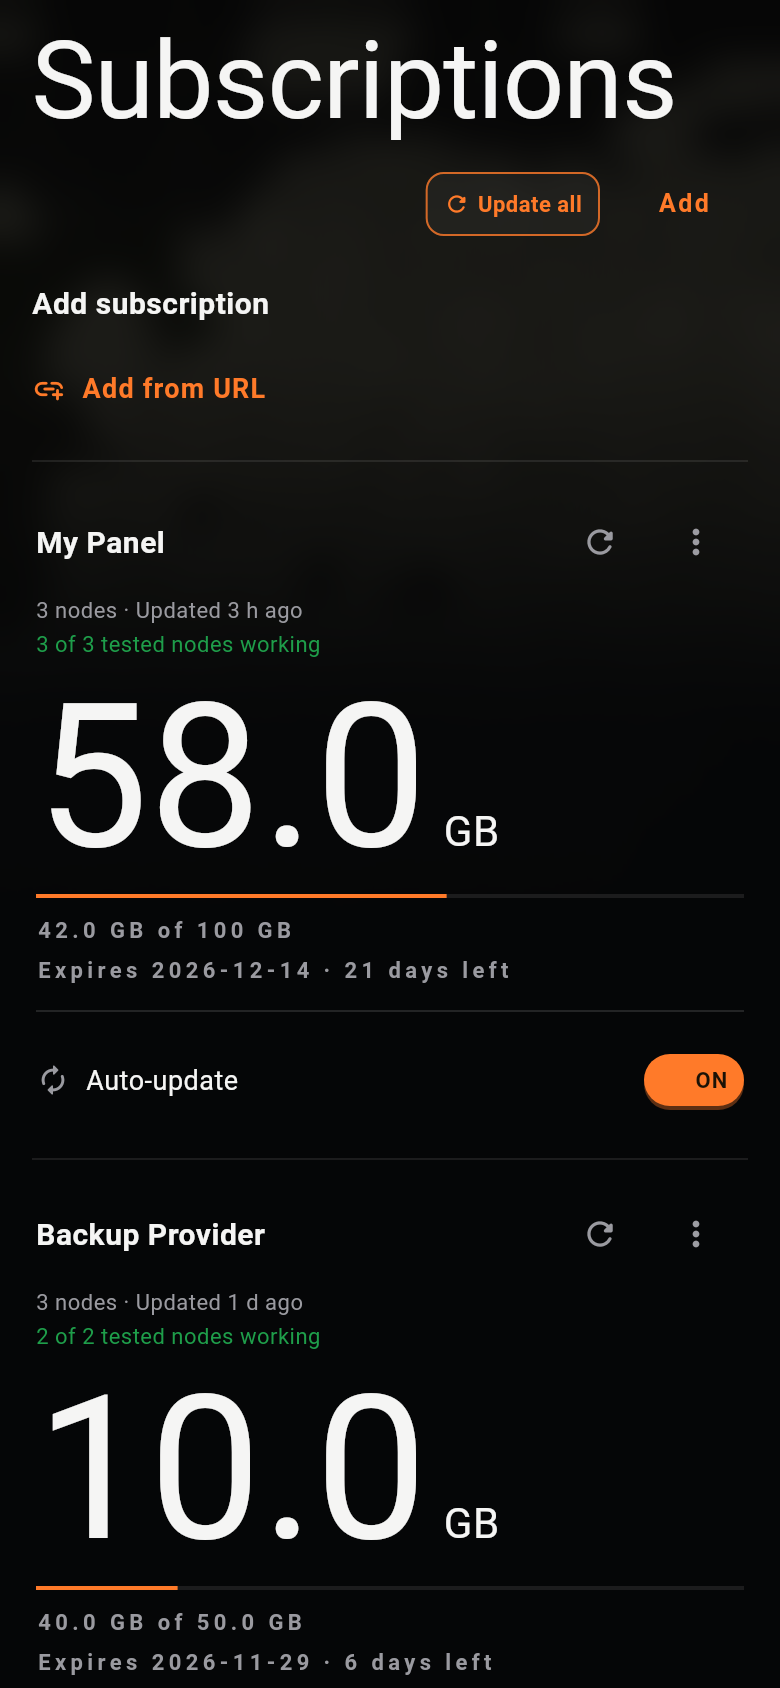 Subscriptions
Update all
Add
Add subscription
Add from URL
My Panel
3 nodes · Updated 3 h ago
3 of 3 tested nodes working
58.0 GB
42.0 GB of 100 GB
Expires 2026-12-14 · 21 days left
Auto-update
ON
Backup Provider
3 nodes · Updated 1 d ago
2 of 2 tested nodes working
10.0 GB
40.0 GB of 50.0 GB
Expires 2026-11-29 · 6 days left